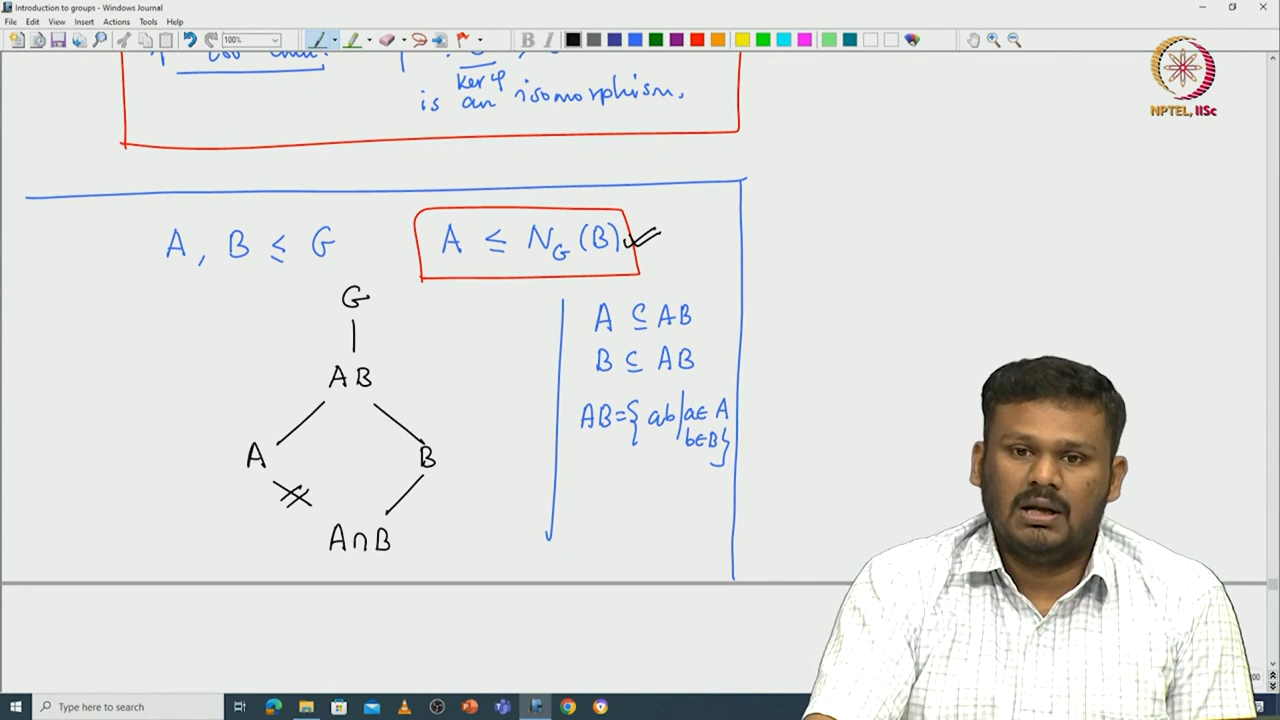 Introduction to groups - Windows Journal
File Edit View Insert Actions Tools Help
100%
B I
ker φ
is an isomorphism.
NPTEL, IISc
A, B ≤ G
A ≤ N_G (B)
G
AB
A B
A∩B
A ⊆ AB
B ⊆ AB
AB={ ab | a∈A
b∈B}
Type here to search